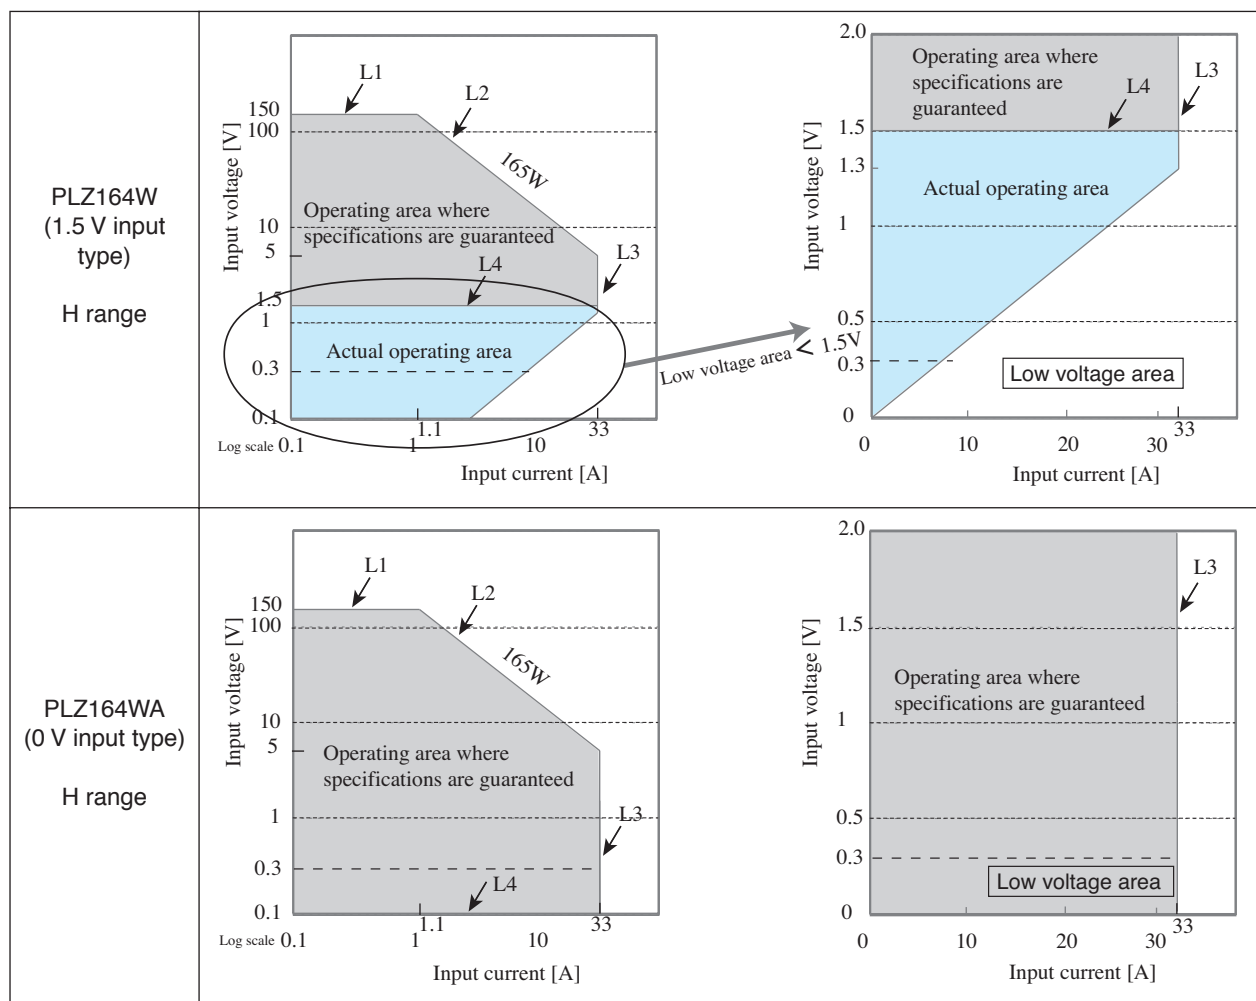 PLZ164W
(1.5 V input
type)
H range
L1
L2
150
100
165W
Input voltage [V]
Operating area where
specifications are guaranteed
10
5
L3
L4
1.5
1
Actual operating area
0.3
0.1
1.1
33
Log scale 0.1
1
10
Input current [A]
Low voltage area < 1.5V
2.0
Operating area where
specifications are
guaranteed
L3
L4
1.5
1.3
Actual operating area
Input voltage [V]
1
0.5
0.3
Low voltage area
0
33
0
10
20
30
Input current [A]
PLZ164WA
(0 V input type)
H range
L1
L2
150
100
165W
Input voltage [V]
10
5
Operating area where
specifications are guaranteed
1
L3
0.3
L4
0.1
1.1
33
Log scale 0.1
1
10
Input current [A]
2.0
L3
1.5
Operating area where
specifications are guaranteed
Input voltage [V]
1
0.5
0.3
Low voltage area
0
33
0
10
20
30
Input current [A]